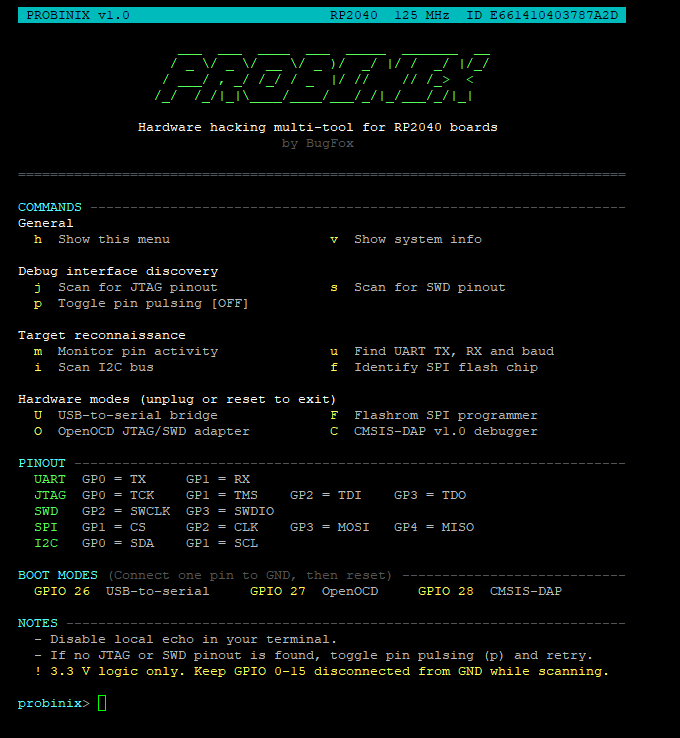 PROBINIX v1.0 RP2040 125 MHz ID E661410403787A2D
PROBINIX
Hardware hacking multi-tool for RP2040 boards
by BugFox
COMMANDS
General
h Show this menu v Show system info
Debug interface discovery
j Scan for JTAG pinout s Scan for SWD pinout
p Toggle pin pulsing [OFF]
Target reconnaissance
m Monitor pin activity u Find UART TX, RX and baud
i Scan I2C bus f Identify SPI flash chip
Hardware modes (unplug or reset to exit)
U USB-to-serial bridge F Flashrom SPI programmer
O OpenOCD JTAG/SWD adapter C CMSIS-DAP v1.0 debugger
PINOUT
UART GP0 = TX GP1 = RX
JTAG GP0 = TCK GP1 = TMS GP2 = TDI GP3 = TDO
SWD GP2 = SWCLK GP3 = SWDIO
SPI GP1 = CS GP2 = CLK GP3 = MOSI GP4 = MISO
I2C GP0 = SDA GP1 = SCL
BOOT MODES (Connect one pin to GND, then reset)
GPIO 26 USB-to-serial GPIO 27 OpenOCD GPIO 28 CMSIS-DAP
NOTES
- Disable local echo in your terminal.
- If no JTAG or SWD pinout is found, toggle pin pulsing (p) and retry.
! 3.3 V logic only. Keep GPIO 0-15 disconnected from GND while scanning.
probinix>